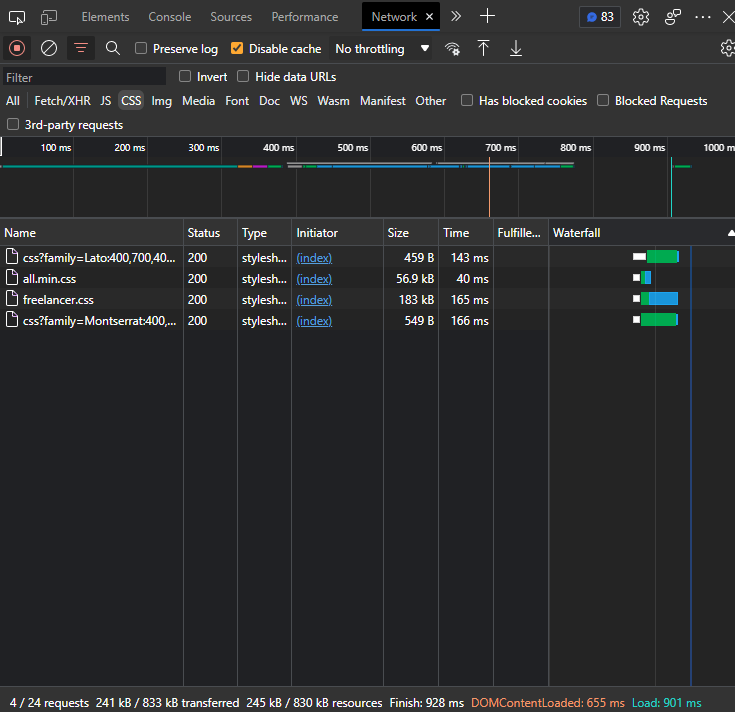 Elements Console Sources Performance Network × » + 83 ···
Preserve log Disable cache No throttling
Filter Invert Hide data URLs
All Fetch/XHR JS CSS Img Media Font Doc WS Wasm Manifest Other Has blocked cookies Blocked Requests
3rd-party requests
100 ms 200 ms 300 ms 400 ms 500 ms 600 ms 700 ms 800 ms 900 ms 1000 m
Name Status Type Initiator Size Time Fulfille... Waterfall
css?family=Lato:400,700,40... 200 stylesh... (index) 459 B 143 ms
all.min.css 200 stylesh... (index) 56.9 kB 40 ms
freelancer.css 200 stylesh... (index) 183 kB 165 ms
css?family=Montserrat:400,... 200 stylesh... (index) 549 B 166 ms
4 / 24 requests 241 kB / 833 kB transferred 245 kB / 830 kB resources Finish: 928 ms DOMContentLoaded: 655 ms Load: 901 ms